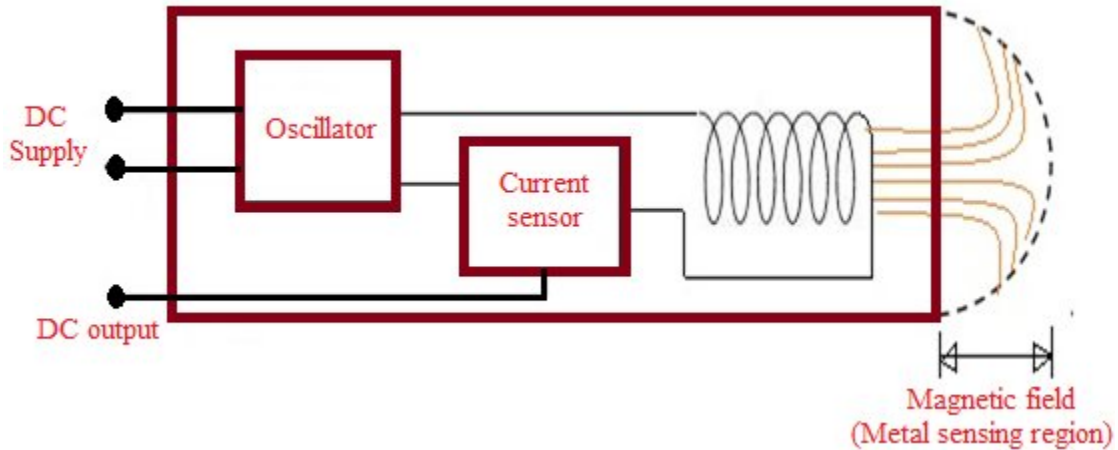 DC
Supply
Oscillator
Current
sensor
DC output
Magnetic field
(Metal sensing region)